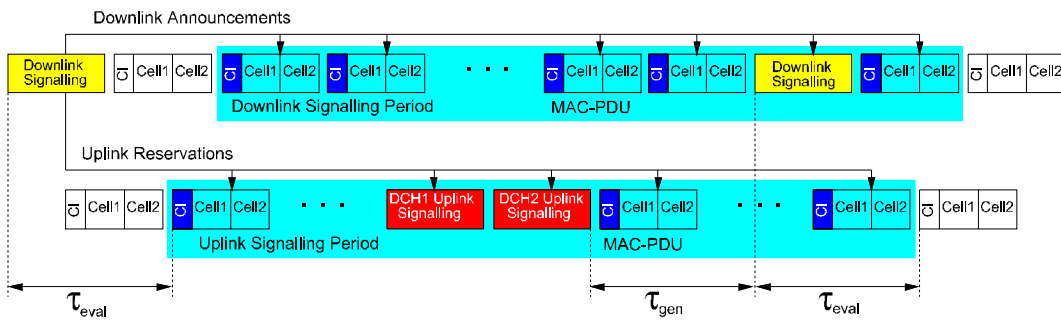 Downlink Announcements
Downlink
Signalling
CI Cell1 Cell2
CI Cell1 Cell2
CI Cell1 Cell2
. . .
CI Cell1 Cell2
CI Cell1 Cell2
Downlink
Signalling
CI Cell1 Cell2
CI Cell1 Cell2
Downlink Signalling Period
MAC-PDU
Uplink Reservations
CI Cell1 Cell2
CI Cell1 Cell2
. . .
DCH1 Uplink
Signalling
DCH2 Uplink
Signalling
CI Cell1 Cell2
. . .
CI Cell1 Cell2
CI Cell1 Cell2
Uplink Signalling Period
MAC-PDU
τeval
τgen
τeval